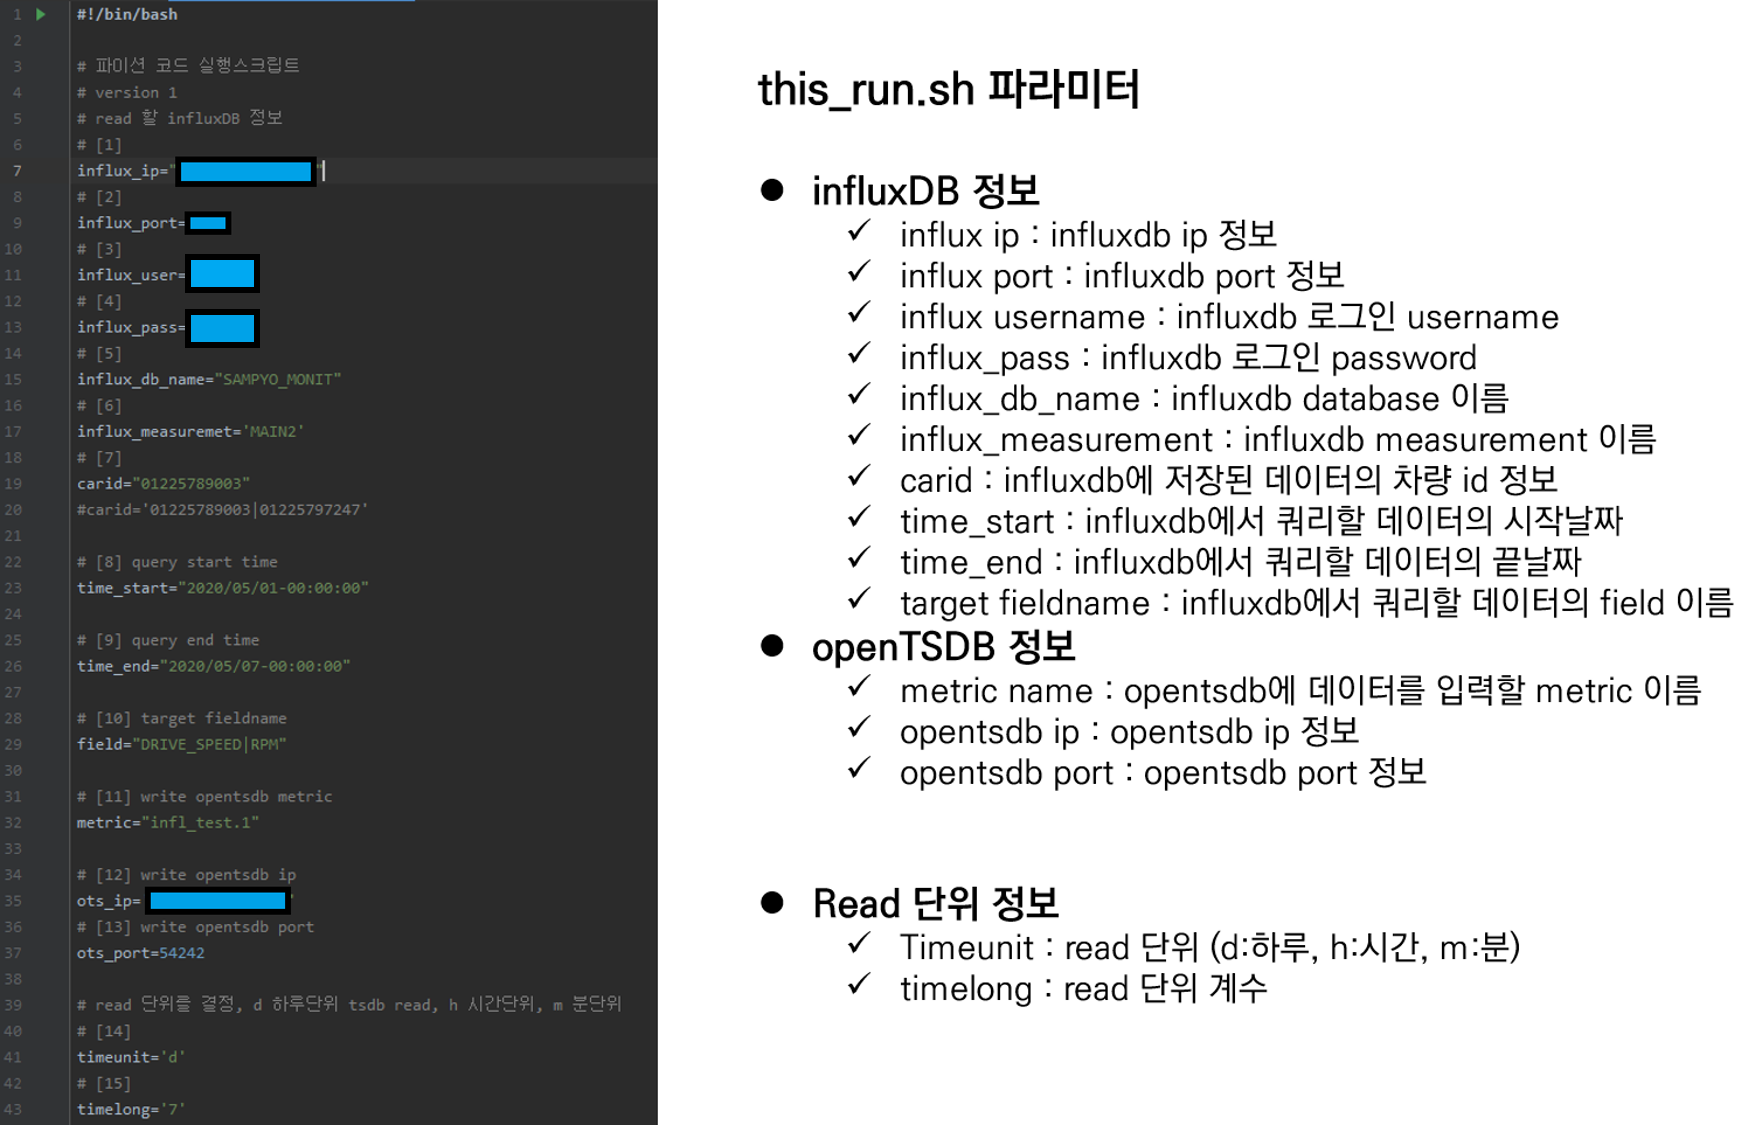 1 #!/bin/bash
2
3 # 파이션 코드 실행스크립트
4 # version 1
5 # read 할 influxDB 정보
6 # [1]
7 influx_ip=" "
8 # [2]
9 influx_port=
10 # [3]
11 influx_user=
12 # [4]
13 influx_pass=
14 # [5]
15 influx_db_name="SAMPYO_MONIT"
16 # [6]
17 influx_measuremet='MAIN2'
18 # [7]
19 carid="01225789003"
20 #carid='01225789003|01225797247'
21
22 # [8] query start time
23 time_start="2020/05/01-00:00:00"
24
25 # [9] query end time
26 time_end="2020/05/07-00:00:00"
27
28 # [10] target fieldname
29 field="DRIVE_SPEED|RPM"
30
31 # [11] write opentsdb metric
32 metric="infl_test.1"
33
34 # [12] write opentsdb ip
35 ots_ip= '
36 # [13] write opentsdb port
37 ots_port=54242
38
39 # read 단위를 결정, d 하루단위 tsdb read, h 시간단위, m 분단위
40 # [14]
41 timeunit='d'
42 # [15]
43 timelong='7'
this_run.sh 파라미터
● influxDB 정보
✓ influx ip : influxdb ip 정보
✓ influx port : influxdb port 정보
✓ influx username : influxdb 로그인 username
✓ influx_pass : influxdb 로그인 password
✓ influx_db_name : influxdb database 이름
✓ influx_measurement : influxdb measurement 이름
✓ carid : influxdb에 저장된 데이터의 차량 id 정보
✓ time_start : influxdb에서 쿼리할 데이터의 시작날짜
✓ time_end : influxdb에서 쿼리할 데이터의 끝날짜
✓ target fieldname : influxdb에서 쿼리할 데이터의 field 이름
● openTSDB 정보
✓ metric name : opentsdb에 데이터를 입력할 metric 이름
✓ opentsdb ip : opentsdb ip 정보
✓ opentsdb port : opentsdb port 정보
● Read 단위 정보
✓ Timeunit : read 단위 (d:하루, h:시간, m:분)
✓ timelong : read 단위 계수